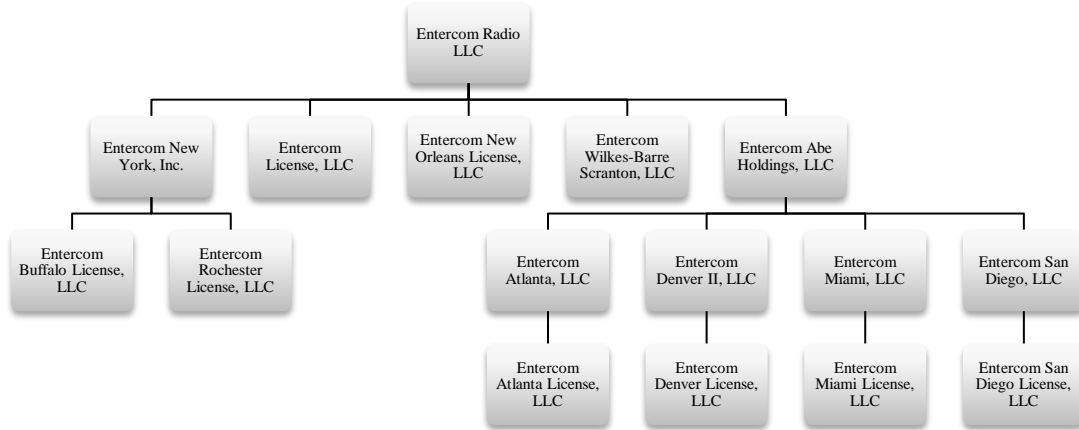 Entercom Radio
LLC
Entercom New
York, Inc.
Entercom
License, LLC
Entercom New
Orleans License,
LLC
Entercom
Wilkes-Barre
Scranton, LLC
Entercom Abe
Holdings, LLC
Entercom
Buffalo License,
LLC
Entercom
Rochester
License, LLC
Entercom
Atlanta, LLC
Entercom
Denver II, LLC
Entercom
Miami, LLC
Entercom San
Diego, LLC
Entercom
Atlanta License,
LLC
Entercom
Denver License,
LLC
Entercom
Miami License,
LLC
Entercom San
Diego License,
LLC